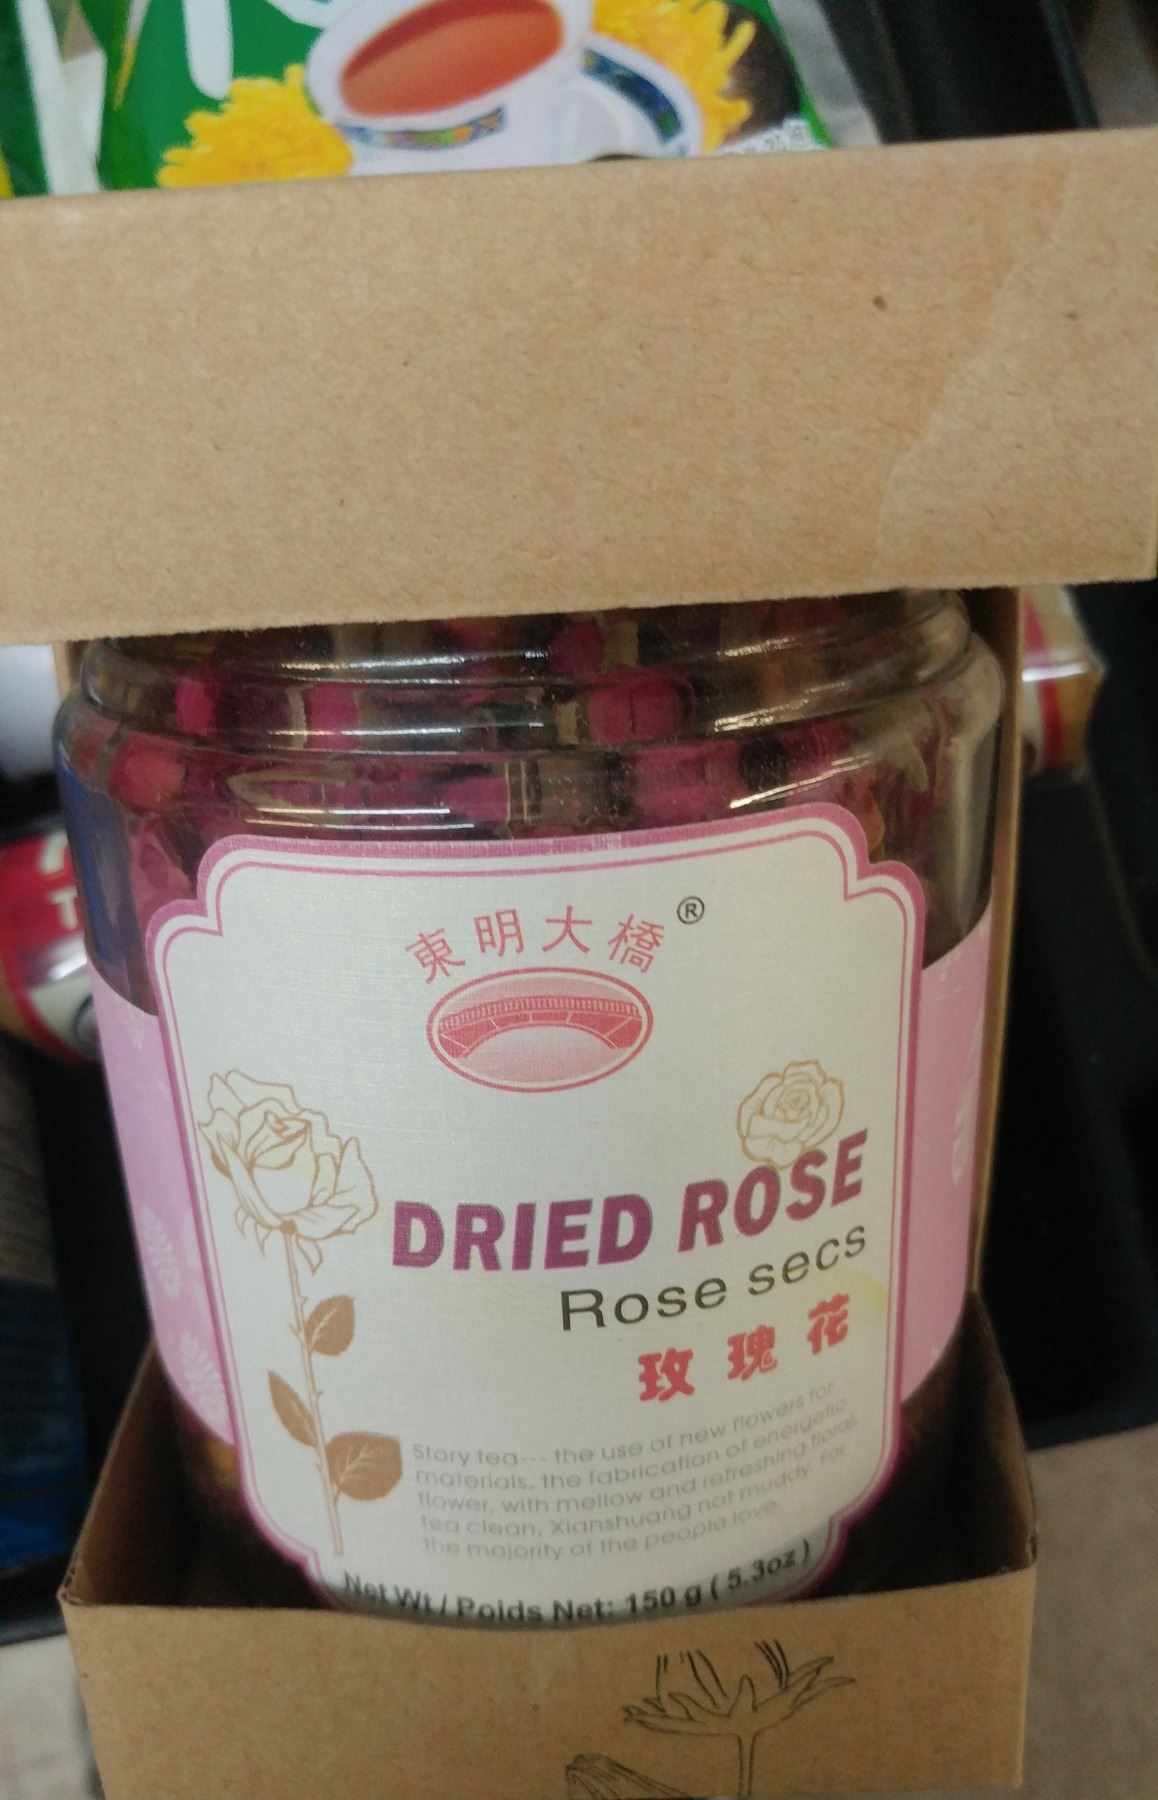 東明大橋®
DRIED ROSE
Rose secs
玫瑰花
Story tea--- the use of new flowers for
materials, the fabrication of energetic
flower, with mellow and refreshing floral,
tea clean, Xianshuang not muddy. For
the majority of the people love.
Net Wt / Poids Net: 150 g ( 5.3oz )